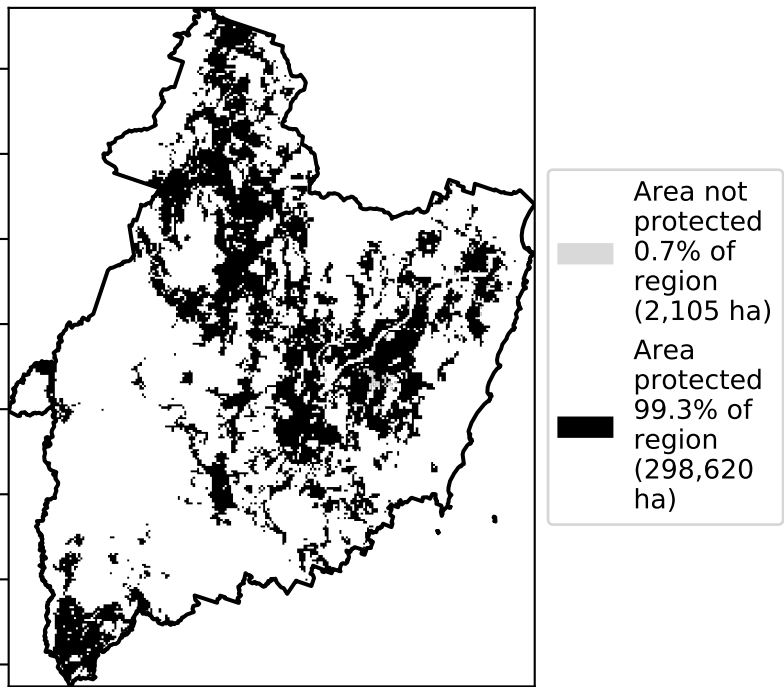 Area not
protected
0.7% of
region
(2,105 ha)
Area
protected
99.3% of
region
(298,620
ha)